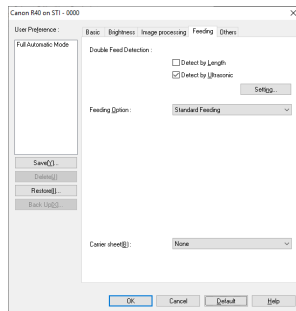 Canon R40 on STI - 0000
User Preference :
Full Automatic Mode
Save(Y)...
Delete(J)
Restore(I)...
Back Up(K)...
Basic Brightness Image processing Feeding Others
Double Feed Detection :
Detect by Length
Detect by Ultrasonic
Setting...
Feeding Option : Standard Feeding
Carrier sheet(B) : None
OK Cancel Default Help